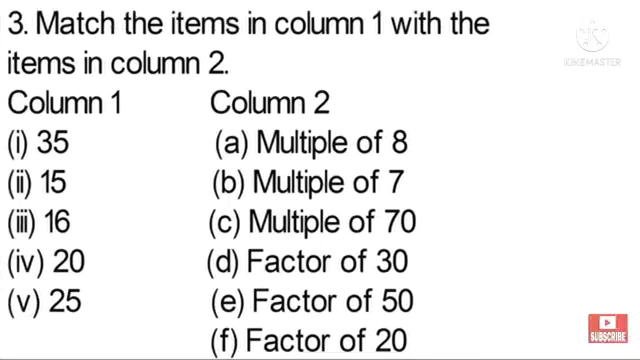 3. Match the items in column 1 with the
items in column 2.
Column 1 Column 2
(i) 35 (a) Multiple of 8
(ii) 15 (b) Multiple of 7
(iii) 16 (c) Multiple of 70
(iv) 20 (d) Factor of 30
(v) 25 (e) Factor of 50
(f) Factor of 20
KINEMASTER
SUBSCRIBE